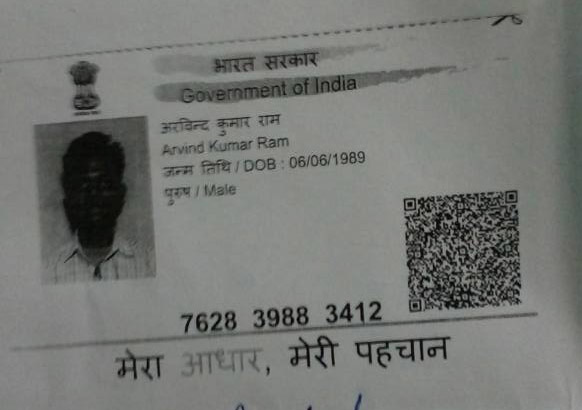 भारत सरकार
Government of India
अरविन्द कुमार राम
Arvind Kumar Ram
जन्म तिथि / DOB : 06/06/1989
पुरुष / Male
7628 3988 3412
मेरा आधार, मेरी पहचान